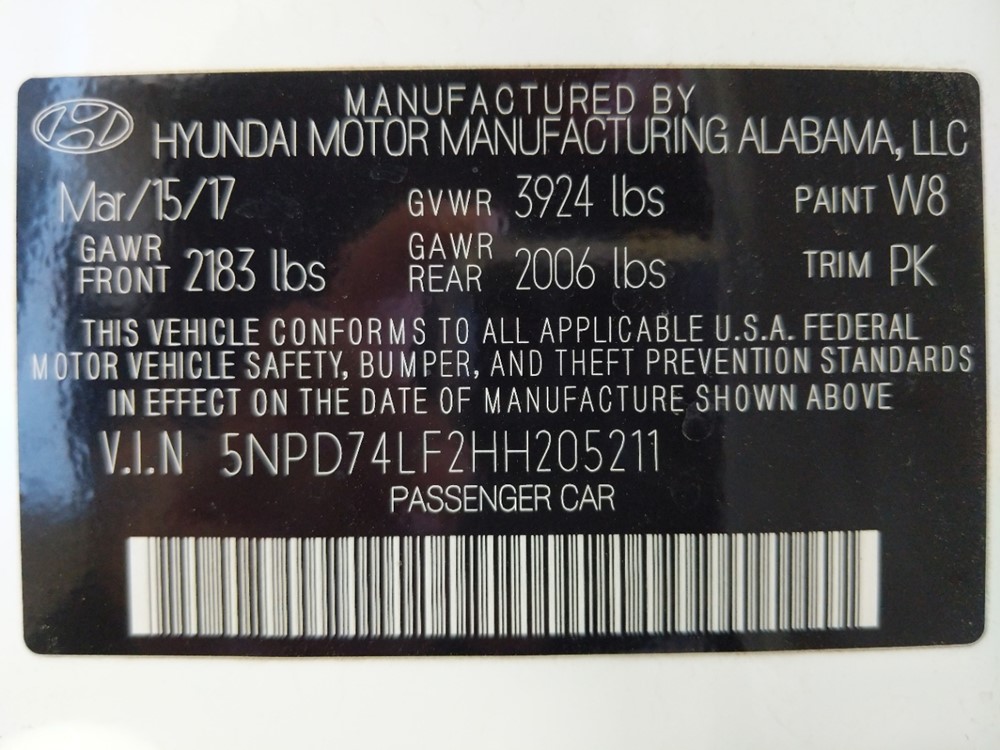 MANUFACTURED BY
HYUNDAI MOTOR MANUFACTURING ALABAMA, LLC
Mar/15/17 GVWR 3924 lbs PAINT W8
GAWR FRONT 2183 lbs GAWR REAR 2006 lbs TRIM PK
THIS VEHICLE CONFORMS TO ALL APPLICABLE U.S.A. FEDERAL
MOTOR VEHICLE SAFETY, BUMPER, AND THEFT PREVENTION STANDARDS
IN EFFECT ON THE DATE OF MANUFACTURE SHOWN ABOVE
V.I.N 5NPD74LF2HH205211
PASSENGER CAR